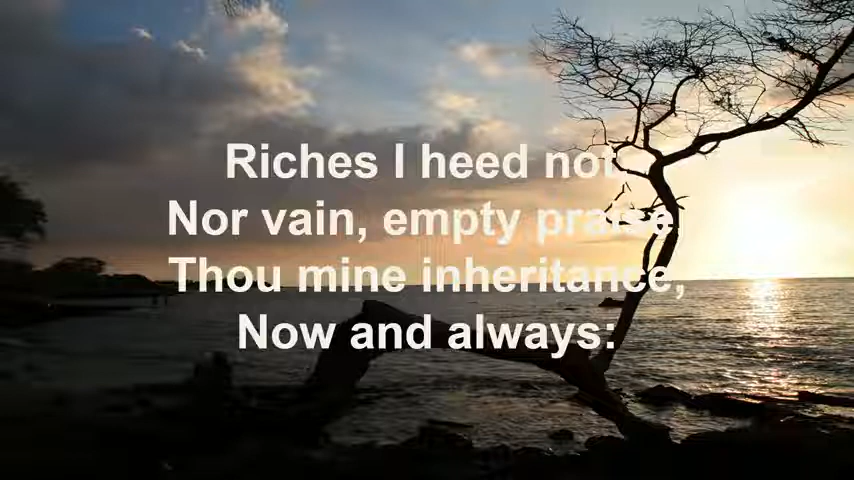 Riches I heed not
Nor vain, empty praise
Thou mine inheritance,
Now and always: